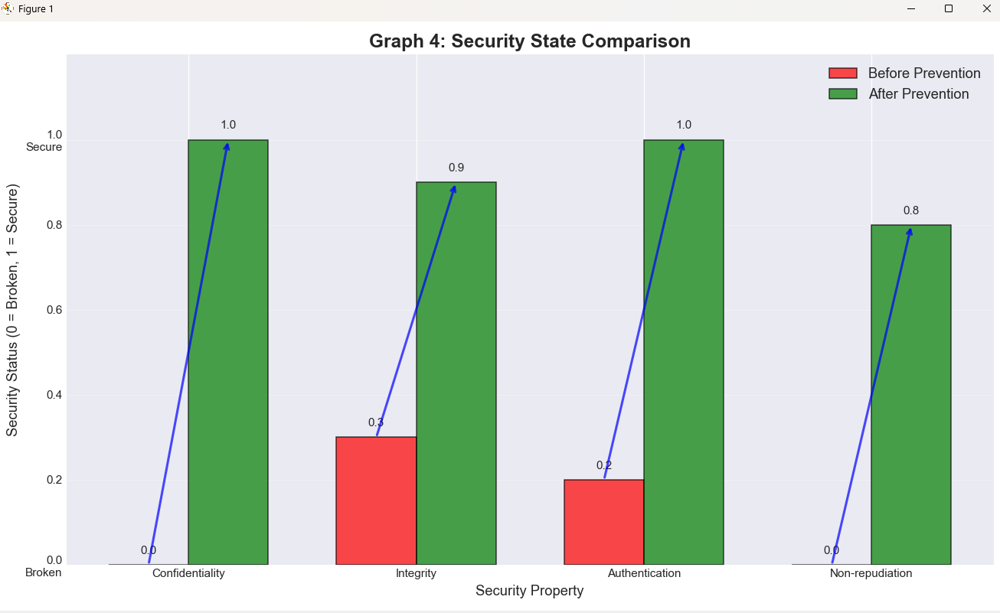 Figure 1
Graph 4: Security State Comparison
Before Prevention
After Prevention
Security Status (0 = Broken, 1 = Secure)
1.0
Secure
0.8
0.6
0.4
0.2
0.0
Broken
0.0
1.0
0.3
0.9
0.2
1.0
0.0
0.8
Confidentiality
Integrity
Authentication
Non-repudiation
Security Property